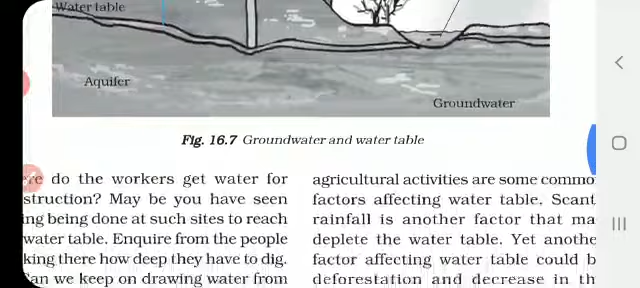 Water table
Aquifer
Groundwater
Fig. 16.7 Groundwater and water table
do the workers get water for
struction? May be you have seen
ing being done at such sites to reach
water table. Enquire from the people
king there how deep they have to dig.
an we keep on drawing water from
agricultural activities are some commo
factors affecting water table. Scant
rainfall is another factor that ma
deplete the water table. Yet anothe
factor affecting water table could b
deforestation and decrease in th